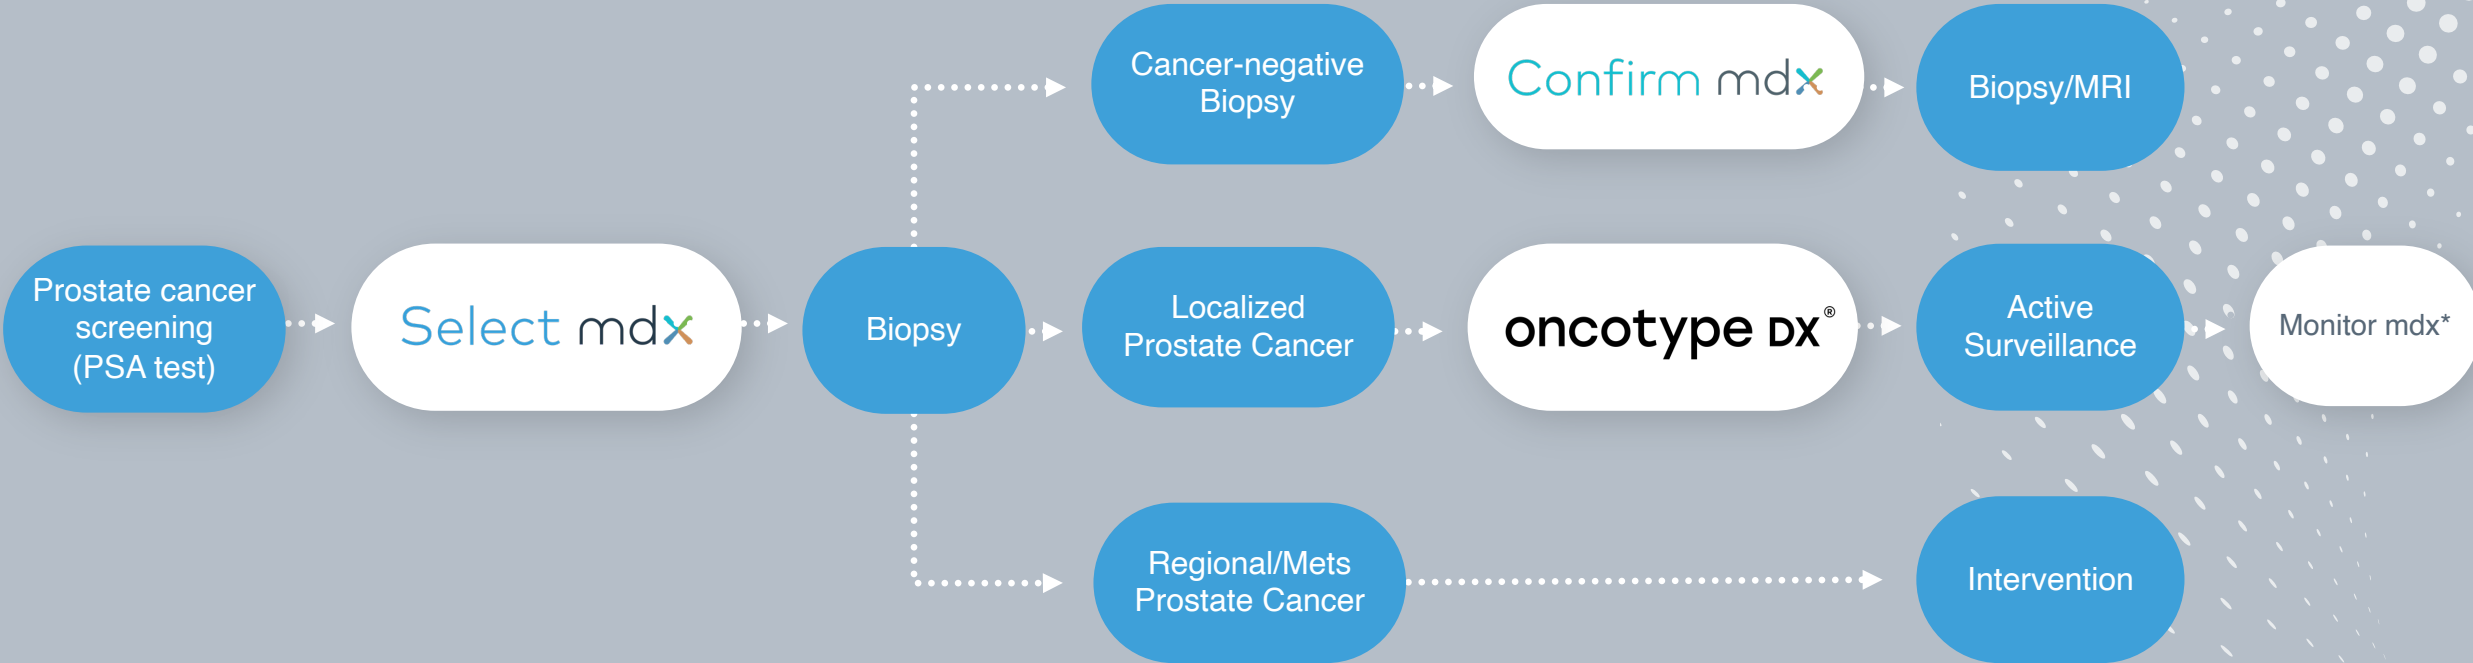 Cancer-negative
Biopsy
Confirm mdx
Biopsy/MRI
Prostate cancer
screening
(PSA test)
Select mdx
Biopsy
Localized
Prostate Cancer
oncotype DX®
Active
Surveillance
Monitor mdx*
Regional/Mets
Prostate Cancer
Intervention